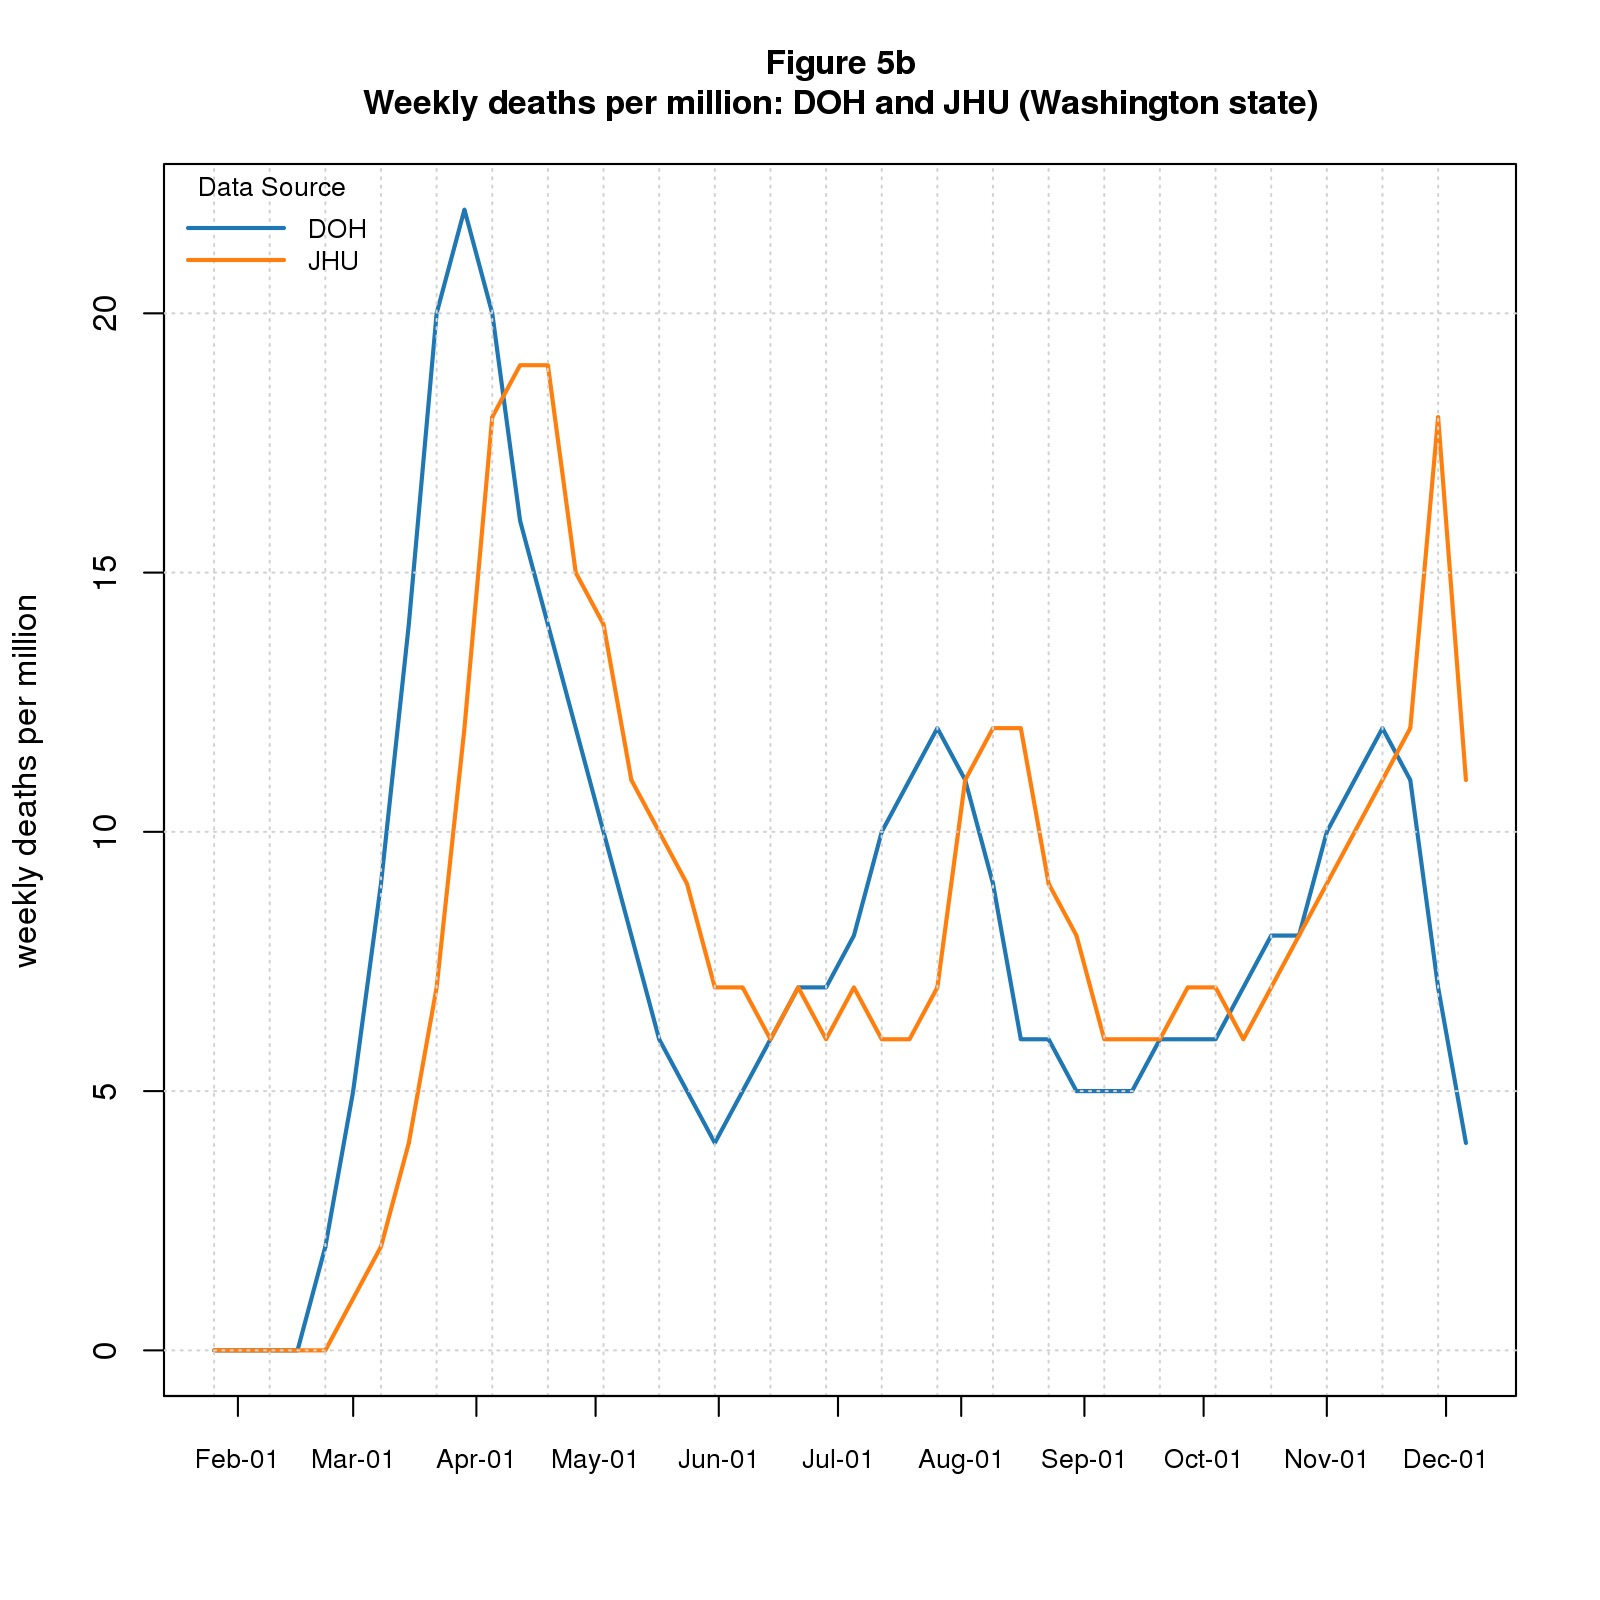 Figure 5b
Weekly deaths per million: DOH and JHU (Washington state)
Data Source
DOH
JHU
weekly deaths per million
20
15
10
5
0
Feb-01 Mar-01 Apr-01 May-01 Jun-01 Jul-01 Aug-01 Sep-01 Oct-01 Nov-01 Dec-01